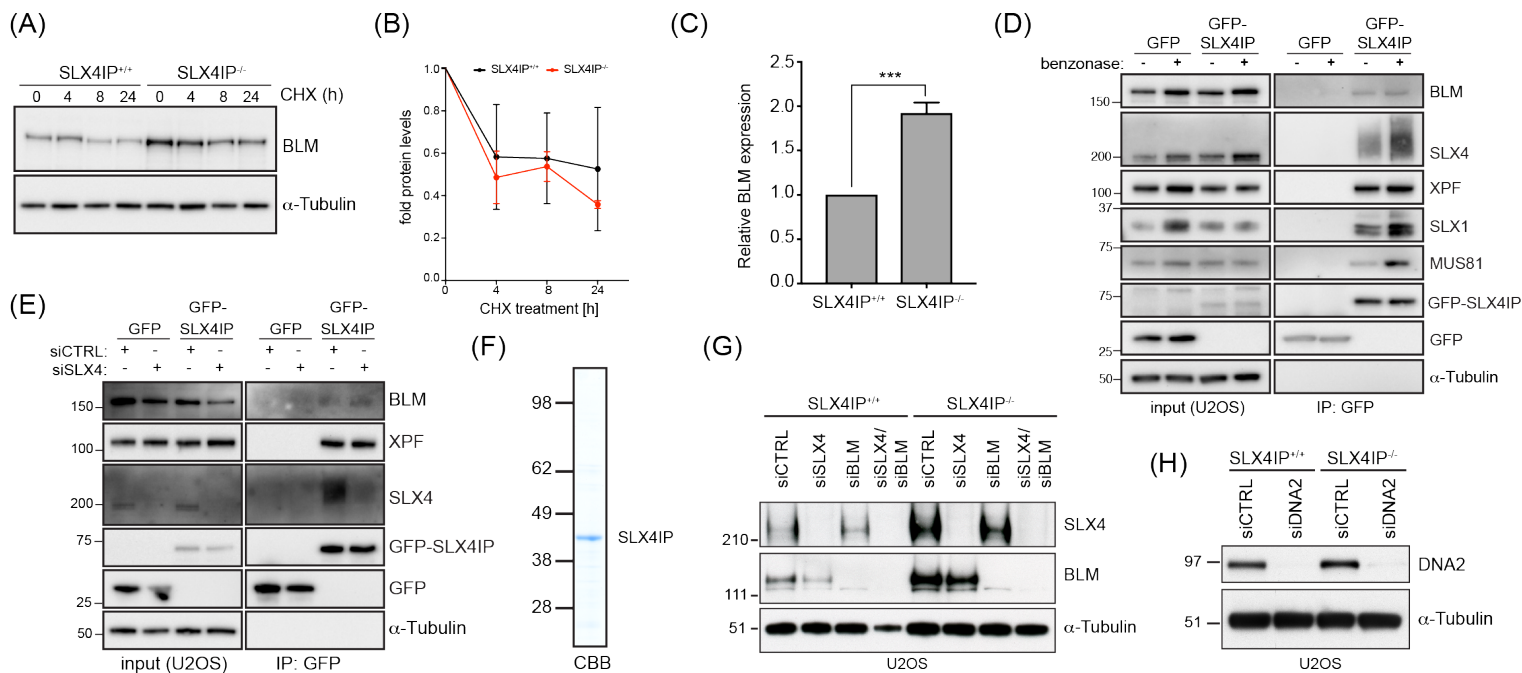 (A)
SLX4IP+/+ SLX4IP-/-
0 4 8 24 0 4 8 24 CHX (h)
BLM
α-Tubulin
(B)
SLX4IP+/+ SLX4IP-/-
fold protein levels
1.0
0.8
0.6
0.4
0.2
0.0
4 8 24
CHX treatment [h]
(C)
***
Relative BLM expression
2.5
2.0
1.5
1.0
0.5
0.0
SLX4IP+/+ SLX4IP-/-
(D)
GFP GFP-SLX4IP GFP GFP-SLX4IP
benzonase: - + - + - + - +
150 BLM
200 SLX4
100 XPF
37
SLX1
75
MUS81
75 GFP-SLX4IP
25 GFP
50 α-Tubulin
input (U2OS) IP: GFP
(E)
GFP GFP-SLX4IP GFP GFP-SLX4IP
siCTRL: + - + - + - + -
siSLX4: - + - + - + - +
150 BLM
100 XPF
200 SLX4
75 GFP-SLX4IP
25 GFP
50 α-Tubulin
input (U2OS) IP: GFP
(F)
98
62
49
SLX4IP
38
28
CBB
(G)
SLX4IP+/+ SLX4IP-/-
siCTRL siSLX4 siBLM siSLX4/siBLM siCTRL siSLX4 siBLM siSLX4/siBLM
210 SLX4
111 BLM
51 α-Tubulin
U2OS
(H)
SLX4IP+/+ SLX4IP-/-
siCTRL siDNA2 siCTRL siDNA2
97 DNA2
51 α-Tubulin
U2OS